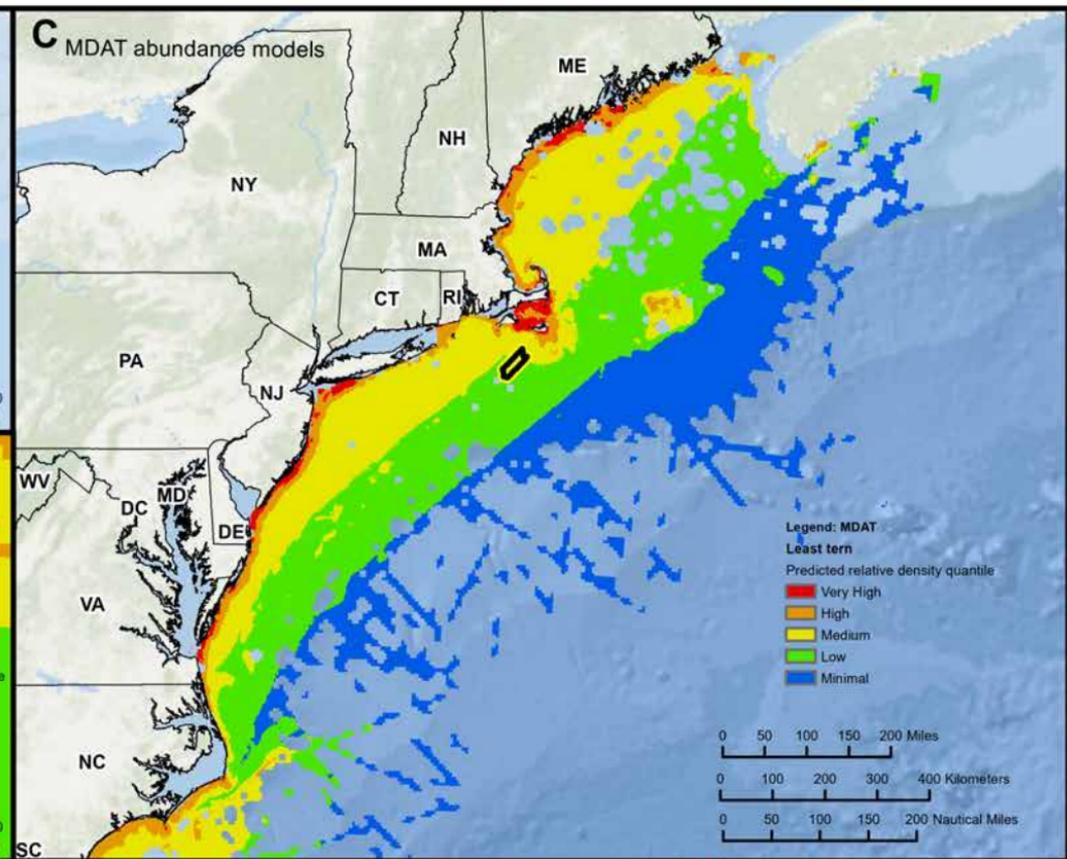 C MDAT abundance models
ME
NH
NY
MA
CT
RI
PA
NJ
WV
MD
DC
DE
VA
NC
SC
Legend: MDAT
Least tern
Predicted relative density quantile
Very High
High
Medium
Low
Minimal
0 50 100 150 200 Miles
0 100 200 300 400 Kilometers
0 50 100 150 200 Nautical Miles